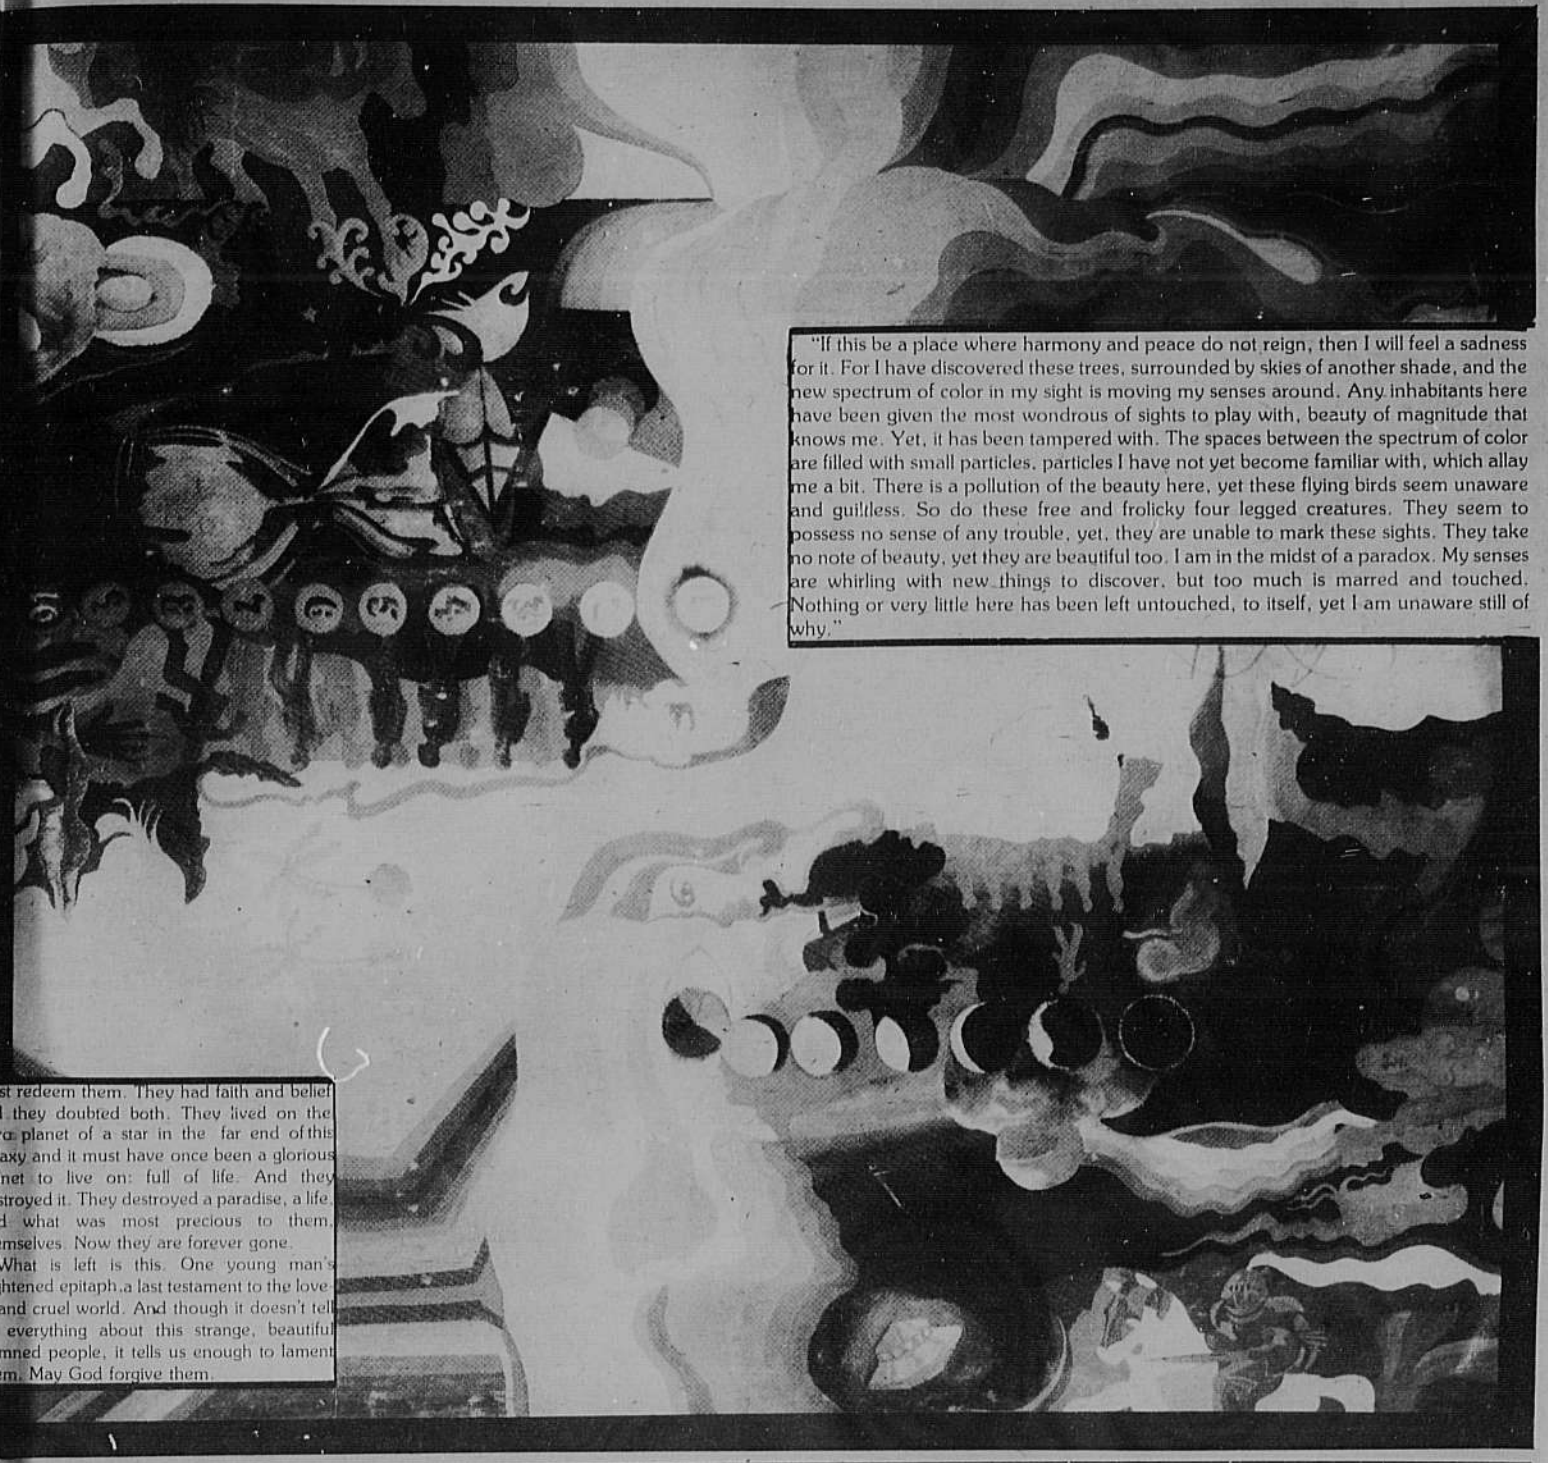 "If this be a place where harmony and peace do not reign, then I will feel a sadness
for it. For I have discovered these trees, surrounded by skies of another shade, and the
new spectrum of color in my sight is moving my senses around. Any inhabitants here
have been given the most wondrous of sights to play with, beauty of magnitude that
knows me. Yet, it has been tampered with. The spaces between the spectrum of color
are filled with small particles, particles I have not yet become familiar with, which allay
me a bit. There is a pollution of the beauty here, yet these flying birds seem unaware
and guiltless. So do these free and frolicky four legged creatures. They seem to
possess no sense of any trouble, yet, they are unable to mark these sights. They take
no note of beauty, yet they are beautiful too. I am in the midst of a paradox. My senses
are whirling with new things to discover, but too much is marred and touched.
Nothing or very little here has been left untouched, to itself, yet I am unaware still of
why."
st redeem them. They had faith and belief
they doubted both. They lived on the
planet of a star in the far end of this
axy and it must have once been a glorious
net to live on: full of life. And they
stroyed it. They destroyed a paradise, a life,
d what was most precious to them,
emselves. Now they are forever gone.
What is left is this. One young man's
ghtened epitaph, a last testament to the love
and cruel world. And though it doesn't tell
everything about this strange, beautiful
mned people, it tells us enough to lament
em. May God forgive them.
6
5
4